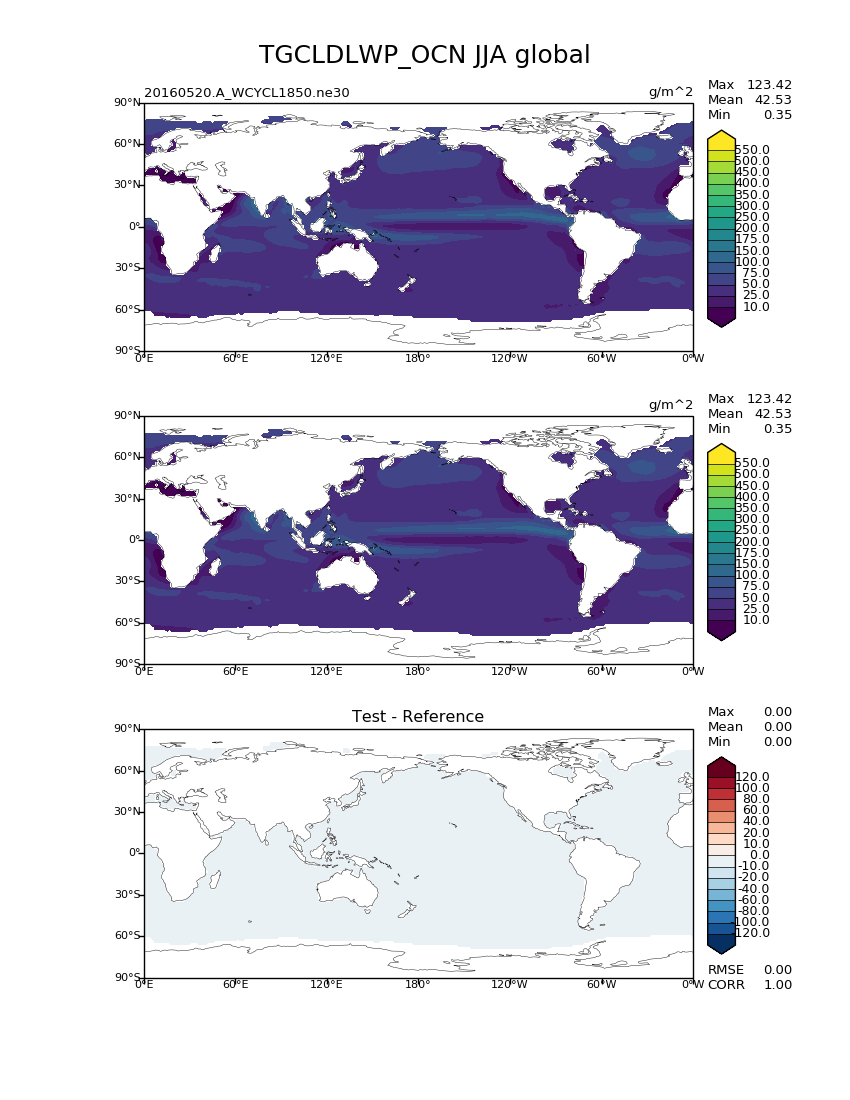 TGCLDLWP_OCN JJA global
20160520.A_WCYCL1850.ne30
g/m^2
Max 123.42
Mean 42.53
Min 0.35
90°N
60°N
30°N
0°
30°S
60°S
90°S
0°E 60°E 120°E 180° 120°W 60°W 0°W
550.0
500.0
450.0
400.0
350.0
300.0
250.0
200.0
175.0
150.0
100.0
75.0
50.0
25.0
10.0
g/m^2
Max 123.42
Mean 42.53
Min 0.35
90°N
60°N
30°N
0°
30°S
60°S
90°S
0°E 60°E 120°E 180° 120°W 60°W 0°W
550.0
500.0
450.0
400.0
350.0
300.0
250.0
200.0
175.0
150.0
100.0
75.0
50.0
25.0
10.0
Test - Reference
Max 0.00
Mean 0.00
Min 0.00
90°N
60°N
30°N
0°
30°S
60°S
90°S
0°E 60°E 120°E 180° 120°W 60°W 0°W
120.0
100.0
80.0
60.0
40.0
20.0
10.0
0.0
-10.0
-20.0
-40.0
-60.0
-80.0
-100.0
-120.0
RMSE 0.00
CORR 1.00